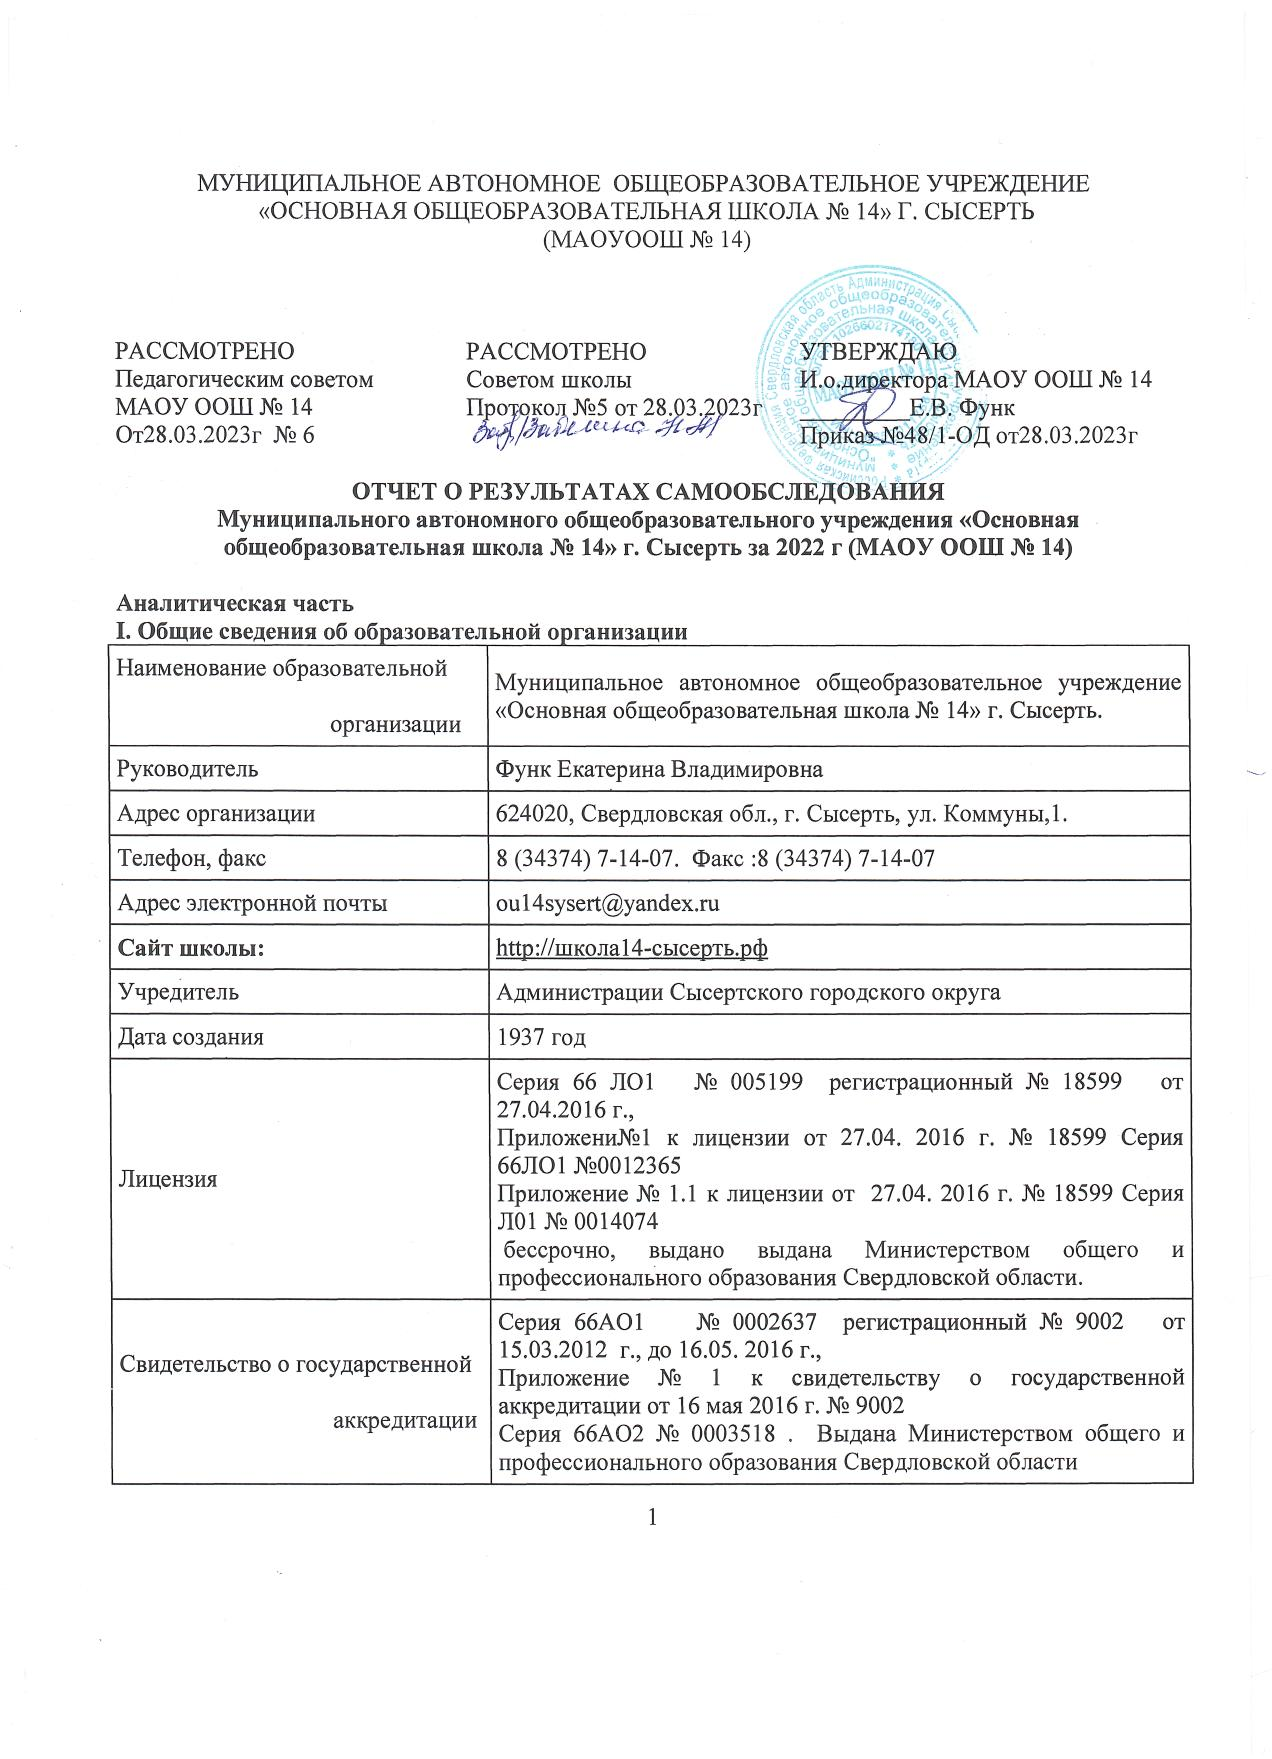 МУНИЦИПАЛЬНОЕ АВТОНОМНОЕ ОБЩЕОБРАЗОВАТЕЛЬНОЕ УЧРЕЖДЕНИЕ
«ОСНОВНАЯ ОБЩЕОБРАЗОВАТЕЛЬНАЯ ШКОЛА № 14» Г. СЫСЕРТЬ
(МАОУООШ № 14)
РАССМОТРЕНО
Педагогическим советом
МАОУ ООШ № 14
От28.03.2023г № 6
РАССМОТРЕНО
Советом школы
Протокол №5 от 28.03.2023г
УТВЕРЖДАЮ
И.о.директора МАОУ ООШ № 14
Е.В. Функ
Приказ №48/1-ОД от28.03.2023г
ОТЧЕТ О РЕЗУЛЬТАТАХ САМООБСЛЕДОВАНИЯ
Муниципального автономного общеобразовательного учреждения «Основная
общеобразовательная школа № 14» г. Сысерть за 2022 г (МАОУ ООШ № 14)
Аналитическая часть
I. Общие сведения об образовательной организации
Наименование образовательной
организации
Муниципальное автономное общеобразовательное учреждение
«Основная общеобразовательная школа № 14» г. Сысерть.
Руководитель
Функ Екатерина Владимировна
Адрес организации
624020, Свердловская обл., г. Сысерть, ул. Коммуны,1.
Телефон, факс
8 (34374) 7-14-07. Факс :8 (34374) 7-14-07
Адрес электронной почты
ou14sysert@yandex.ru
Сайт школы:
http://школа14-сысерть.рф
Учредитель
Администрации Сысертского городского округа
Дата создания
1937 год
Лицензия
Серия 66 ЛО1 № 005199 регистрационный № 18599 от
27.04.2016 г.,
Приложени№1 к лицензии от 27.04. 2016 г. № 18599 Серия
66ЛО1 №0012365
Приложение № 1.1 к лицензии от 27.04. 2016 г. № 18599 Серия
Л01 № 0014074
бессрочно, выдано выдана Министерством общего и
профессионального образования Свердловской области.
Свидетельство о государственной
аккредитации
Серия 66АО1 № 0002637 регистрационный № 9002 от
15.03.2012 г., до 16.05. 2016 г.,
Приложение № 1 к свидетельству о государственной
аккредитации от 16 мая 2016 г. № 9002
Серия 66АО2 № 0003518 . Выдана Министерством общего и
профессионального образования Свердловской области
1